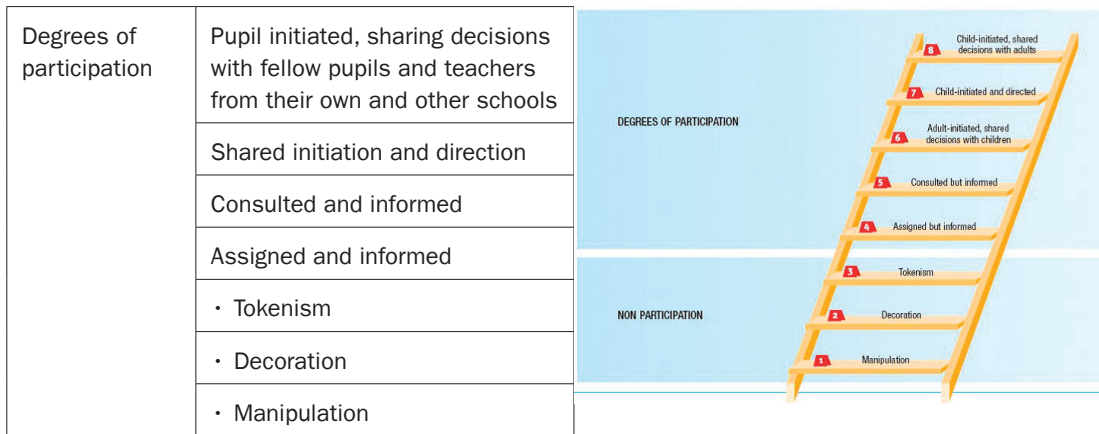 Degrees of
participation
Pupil initiated, sharing decisions
with fellow pupils and teachers
from their own and other schools
Shared initiation and direction
Consulted and informed
Assigned and informed
• Tokenism
• Decoration
• Manipulation
DEGREES OF PARTICIPATION
NON PARTICIPATION
8 Child-initiated, shared
decisions with adults
7 Child-initiated and directed
6 Adult-initiated, shared
decisions with children
5 Consulted but informed
4 Assigned but informed
3 Tokenism
2 Decoration
1 Manipulation